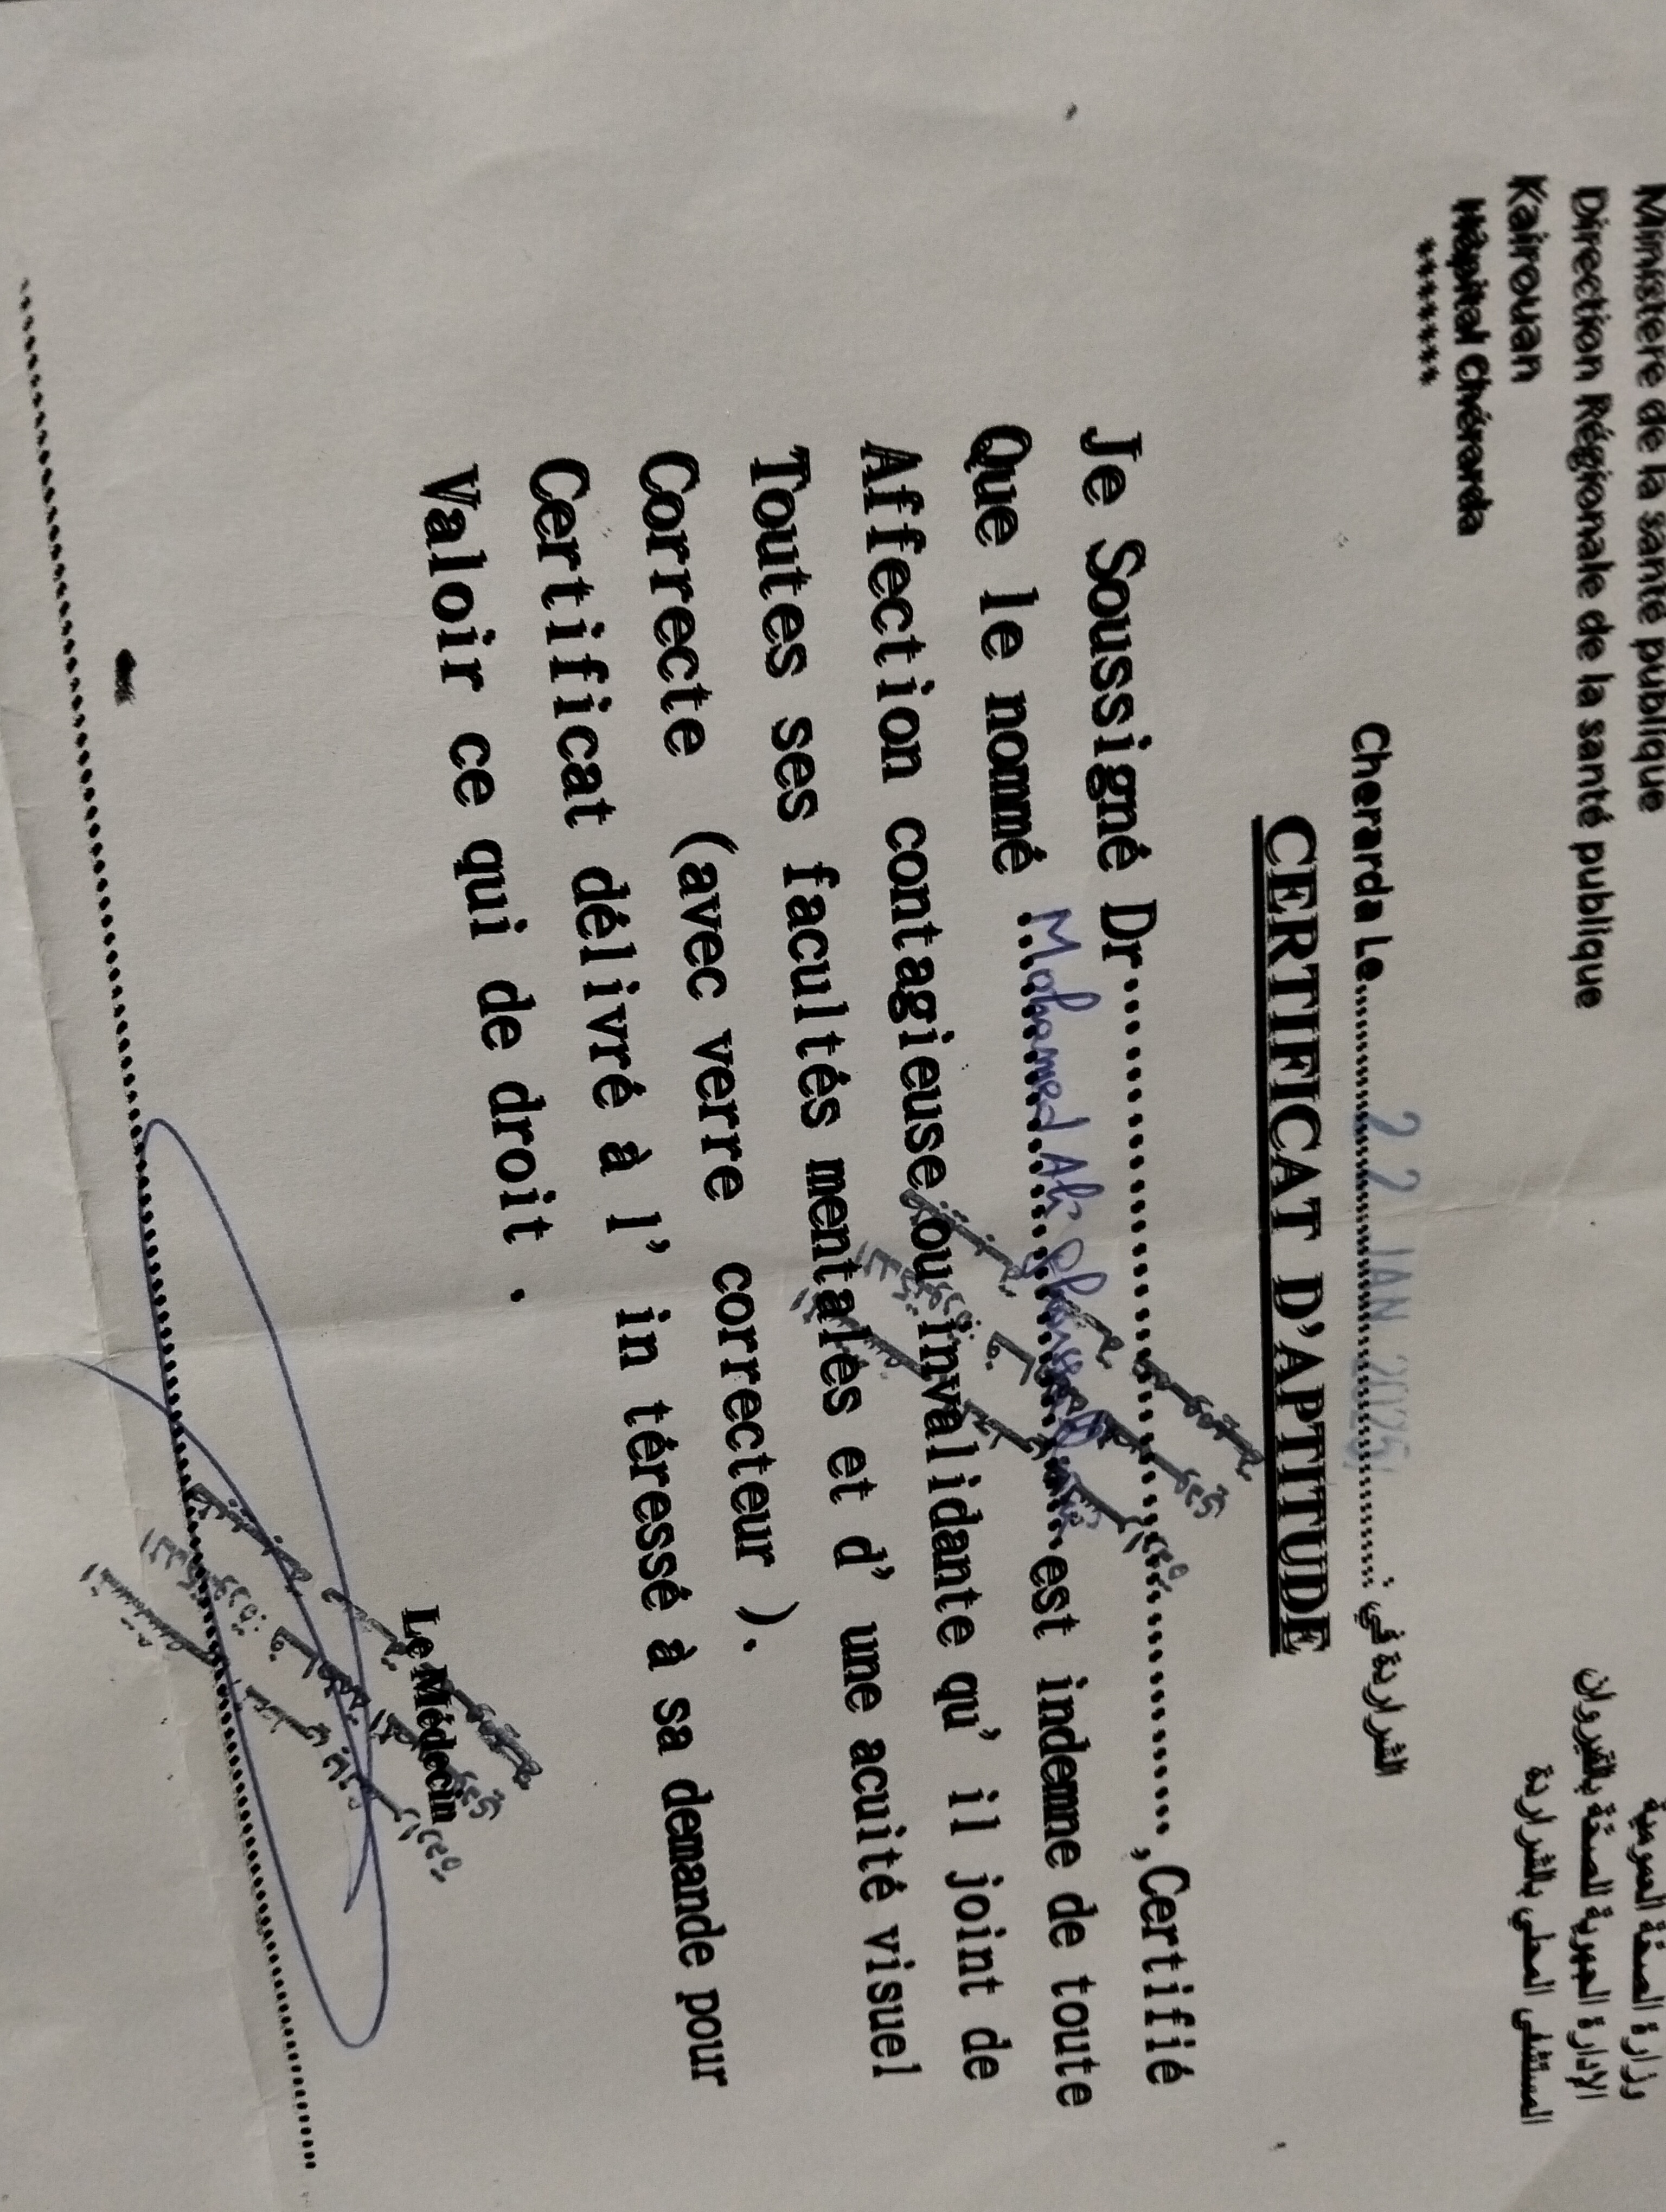 Ministère de la santé publique
Direction Régionale de la santé publique
Kairouan
Hôpital Chérarda
*******
وزارة الصحّة العمومية
الإدارة الجهوية للصحّة بالقيروان
المستشفى المحلي بالشراردة
Cherarda Le 22 JAN 2026 : الشراردة في
CERTIFICAT D'APTITUDE
Je Soussigné Dr ,Certifié
Que le nommé Mohamed Ali est indemne de toute
Affection contagieuse ou invalidante qu' il joint de
Toutes ses facultés mentales et d' une acuité visuel
Correcte (avec verre correcteur ).
Certificat délivré à l' in téressé à sa demande pour
Valoir ce qui de droit .
Le Médecin